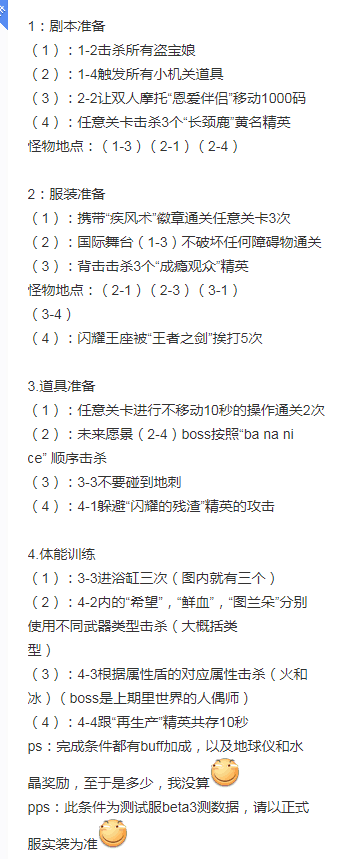 1：剧本准备
（1）：1-2击杀所有盗宝娘
（2）：1-4触发所有小机关道具
（3）：2-2让双人摩托“恩爱伴侣”移动1000码
（4）：任意关卡击杀3个“长颈鹿”黄名精英
怪物地点：（1-3）（2-1）（2-4）
2：服装准备
（1）：携带“疾风术”徽章通关任意关卡3次
（2）：国际舞台（1-3）不破坏任何障碍物通关
（3）：背击击杀3个“成瘾观众”精英
怪物地点：（2-1）（2-3）（3-1）
（3-4）
（4）：闪耀王座被“王者之剑”挨打5次
3.道具准备
（1）：任意关卡进行不移动10秒的操作通关2次
（2）：未来愿景（2-4）boss按照“ba na ni
ce” 顺序击杀
（3）：3-3不要碰到地刺
（4）：4-1躲避“闪耀的残渣”精英的攻击
4.体能训练
（1）：3-3进浴缸三次（图内就有三个）
（2）：4-2内的“希望”，“鲜血”，“图兰朵”分别
使用不同武器类型击杀（大概括类
型）
（3）：4-3根据属性盾的对应属性击杀（火和
冰）（boss是上期里世界的人偶师）
（4）：4-4跟“再生产”精英共存10秒
ps：完成条件都有buff加成，以及地球仪和水
晶奖励，至于是多少，我没算
pps：此条件为测试服beta3测数据，请以正式
服实装为准